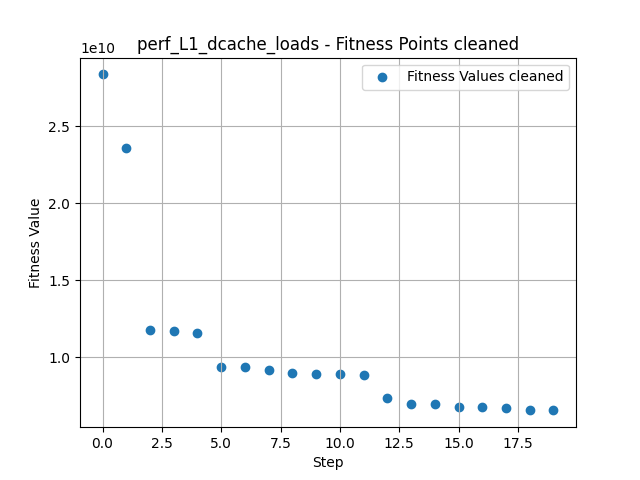 perf_L1_dcache_loads - Fitness Points cleaned
1e10
Fitness Values cleaned
2.5
2.0
1.5
1.0
Fitness Value
0.0 2.5 5.0 7.5 10.0 12.5 15.0 17.5
Step